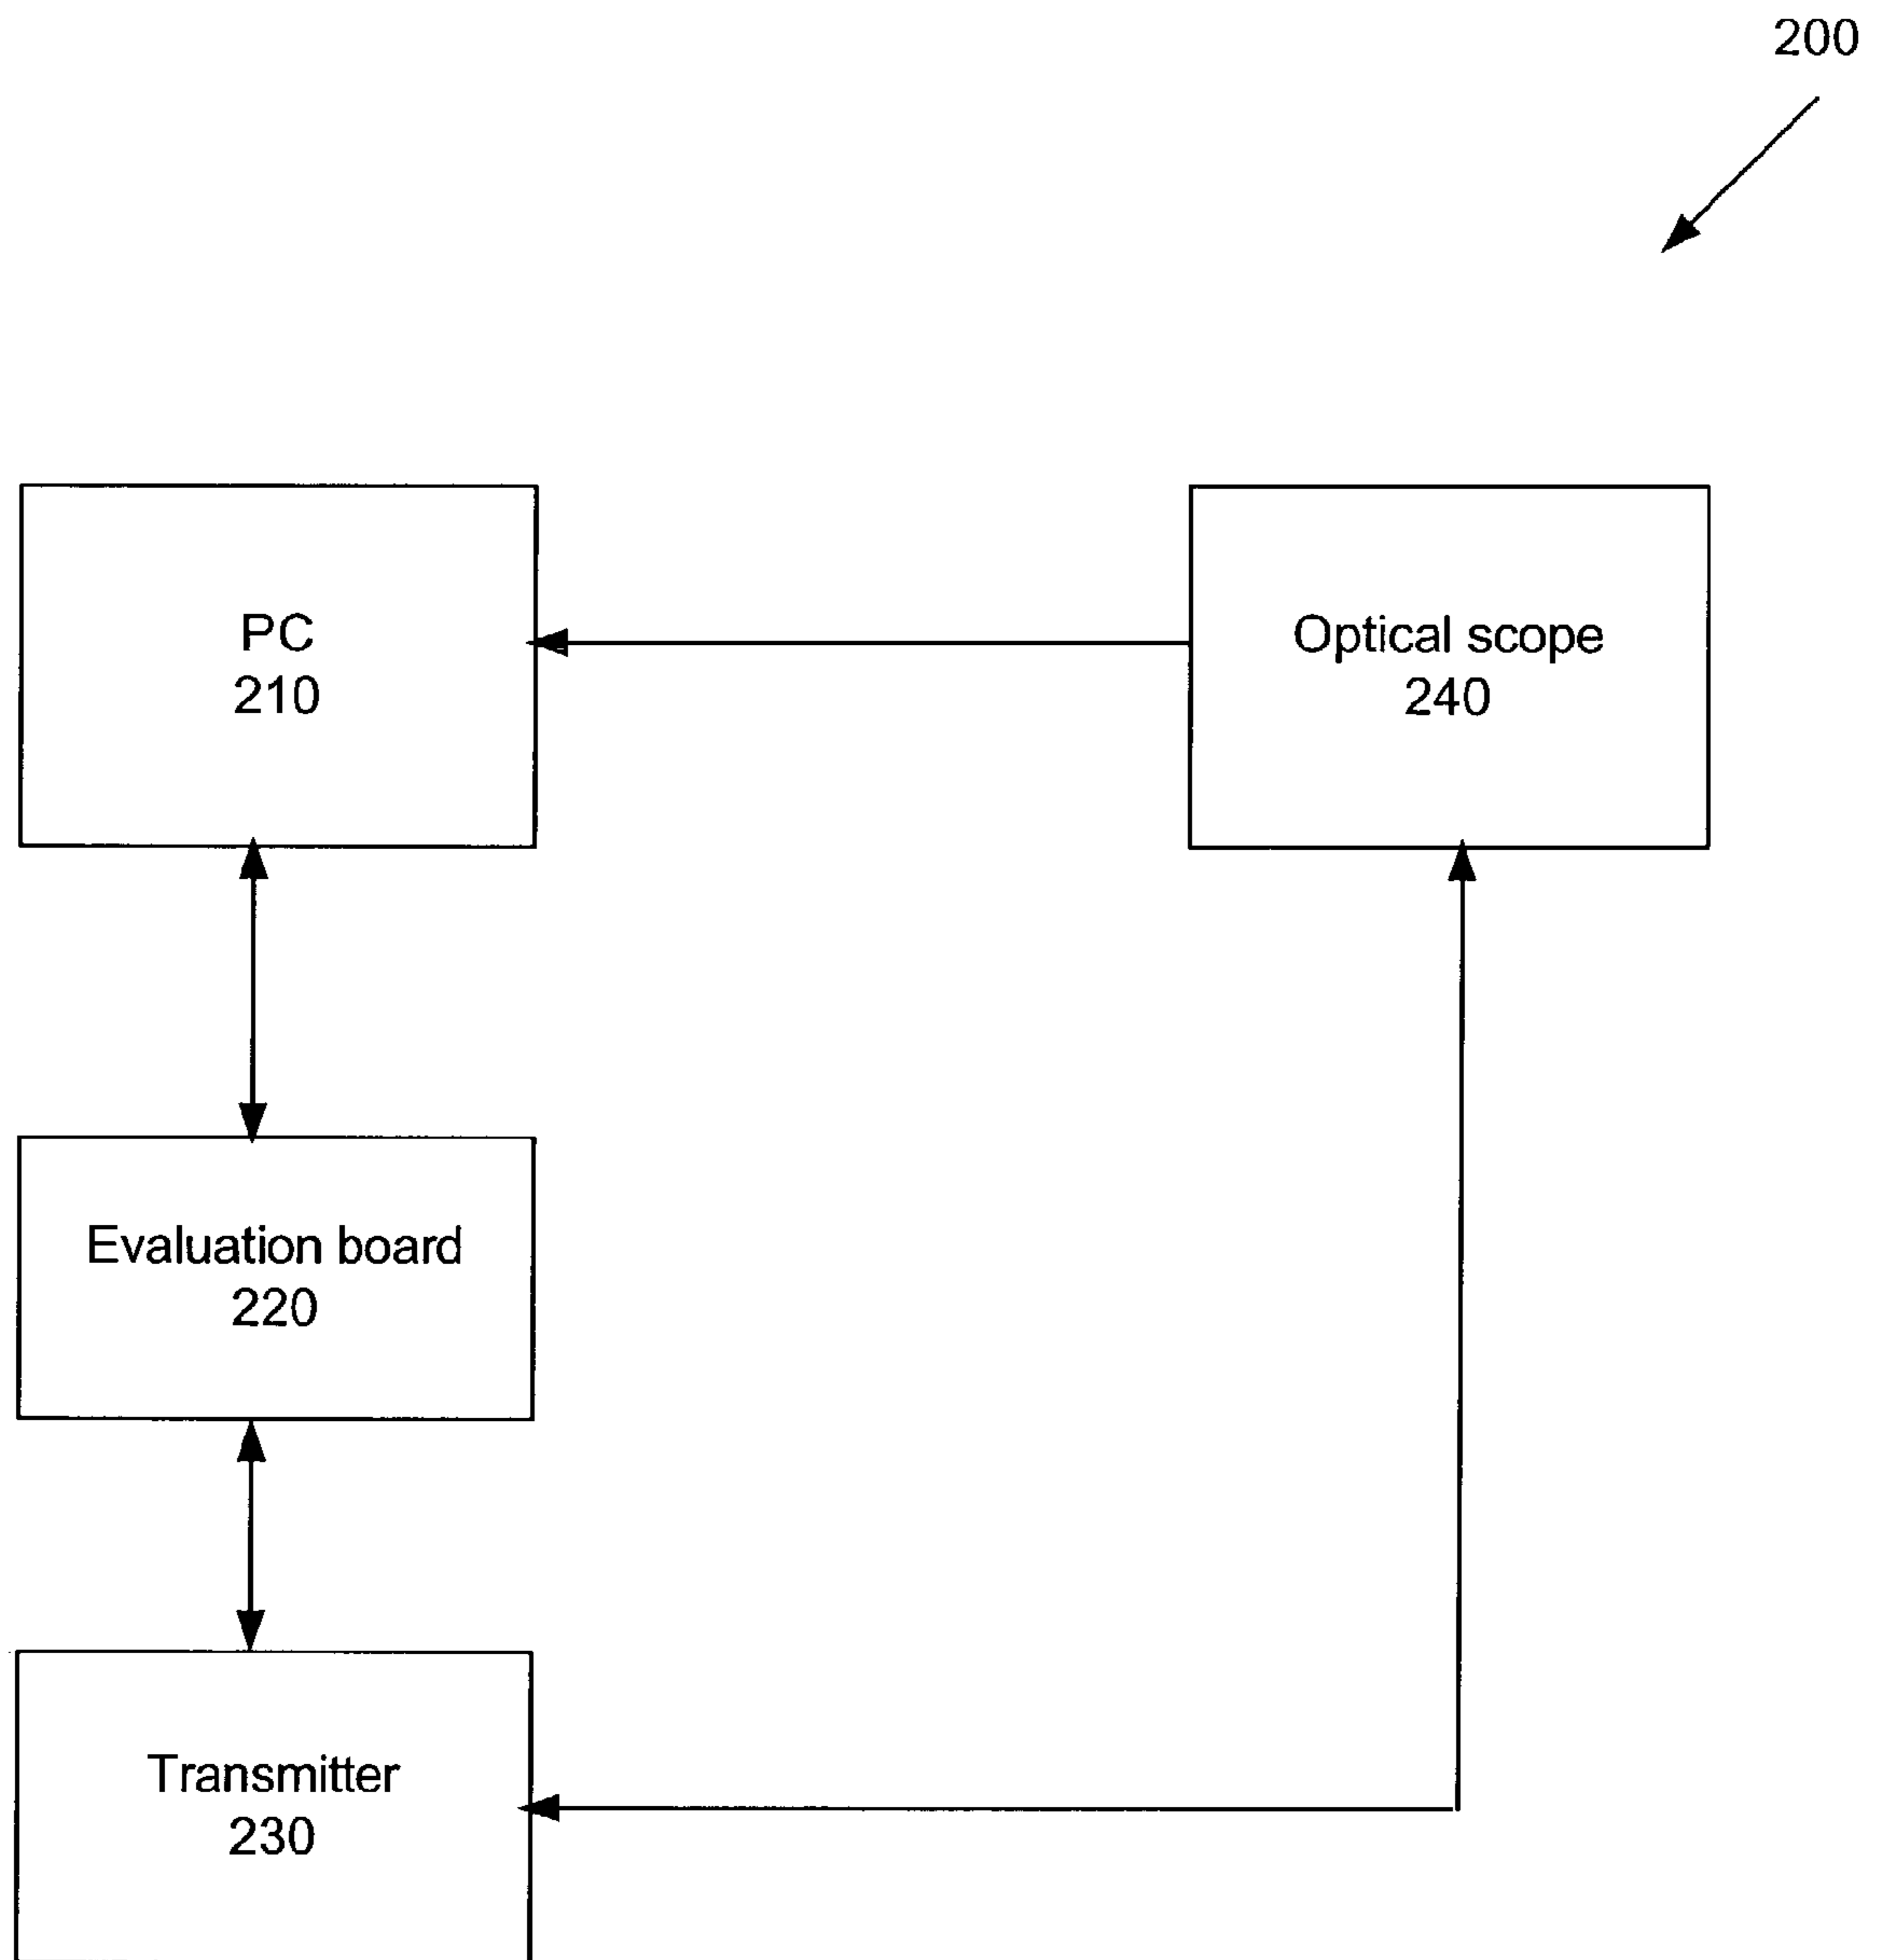 200
PC
210
Optical scope
240
Evaluation board
220
Transmitter
230